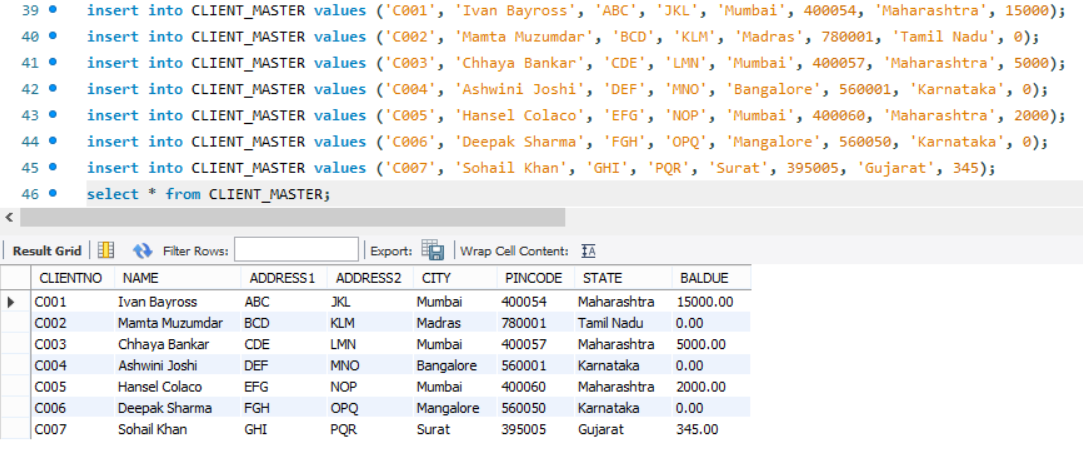 39 insert into CLIENT_MASTER values ('C001', 'Ivan Bayross', 'ABC', 'JKL', 'Mumbai', 400054, 'Maharashtra', 15000);
40 insert into CLIENT_MASTER values ('C002', 'Mamta Muzumdar', 'BCD', 'KLM', 'Madras', 780001, 'Tamil Nadu', 0);
41 insert into CLIENT_MASTER values ('C003', 'Chhaya Bankar', 'CDE', 'LMN', 'Mumbai', 400057, 'Maharashtra', 5000);
42 insert into CLIENT_MASTER values ('C004', 'Ashwini Joshi', 'DEF', 'MNO', 'Bangalore', 560001, 'Karnataka', 0);
43 insert into CLIENT_MASTER values ('C005', 'Hansel Colaco', 'EFG', 'NOP', 'Mumbai', 400060, 'Maharashtra', 2000);
44 insert into CLIENT_MASTER values ('C006', 'Deepak Sharma', 'FGH', 'OPQ', 'Mangalore', 560050, 'Karnataka', 0);
45 insert into CLIENT_MASTER values ('C007', 'Sohail Khan', 'GHI', 'PQR', 'Surat', 395005, 'Gujarat', 345);
46 select * from CLIENT_MASTER;
Result Grid Filter Rows: Export: Wrap Cell Content:
CLIENTNO NAME ADDRESS1 ADDRESS2 CITY PINCODE STATE BALDUE
C001 Ivan Bayross ABC JKL Mumbai 400054 Maharashtra 15000.00
C002 Mamta Muzumdar BCD KLM Madras 780001 Tamil Nadu 0.00
C003 Chhaya Bankar CDE LMN Mumbai 400057 Maharashtra 5000.00
C004 Ashwini Joshi DEF MNO Bangalore 560001 Karnataka 0.00
C005 Hansel Colaco EFG NOP Mumbai 400060 Maharashtra 2000.00
C006 Deepak Sharma FGH OPQ Mangalore 560050 Karnataka 0.00
C007 Sohail Khan GHI PQR Surat 395005 Gujarat 345.00